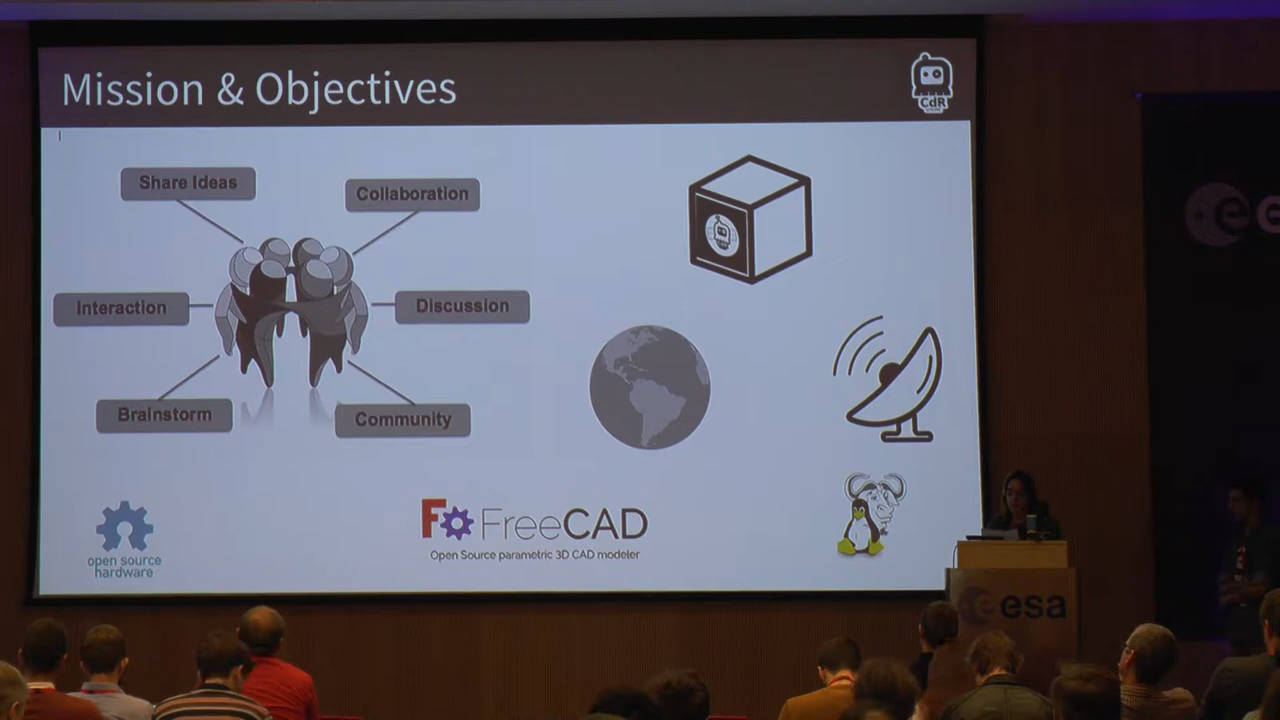 Mission & Objectives
CdR
Share Ideas
Collaboration
Interaction
Discussion
Brainstorm
Community
open source
hardware
FreeCAD
Open Source parametric 3D CAD modeler
esa
e